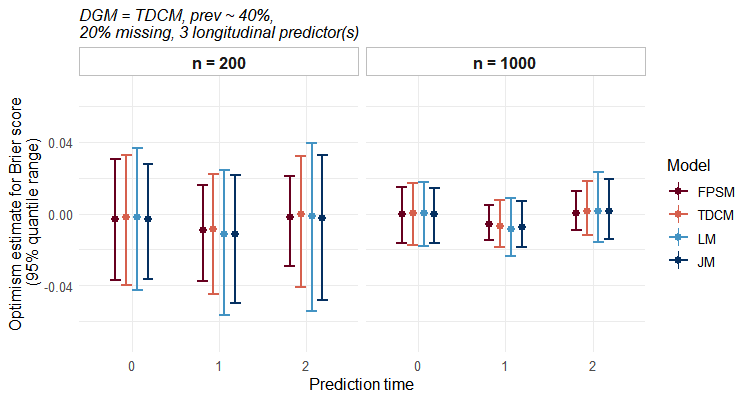 DGM = TDCM, prev ~ 40%,
20% missing, 3 longitudinal predictor(s)
n = 200
n = 1000
Optimism estimate for Brier score
(95% quantile range)
0.04
0.00
-0.04
0
1
2
0
1
2
Prediction time
Model
FPSM
TDCM
LM
JM